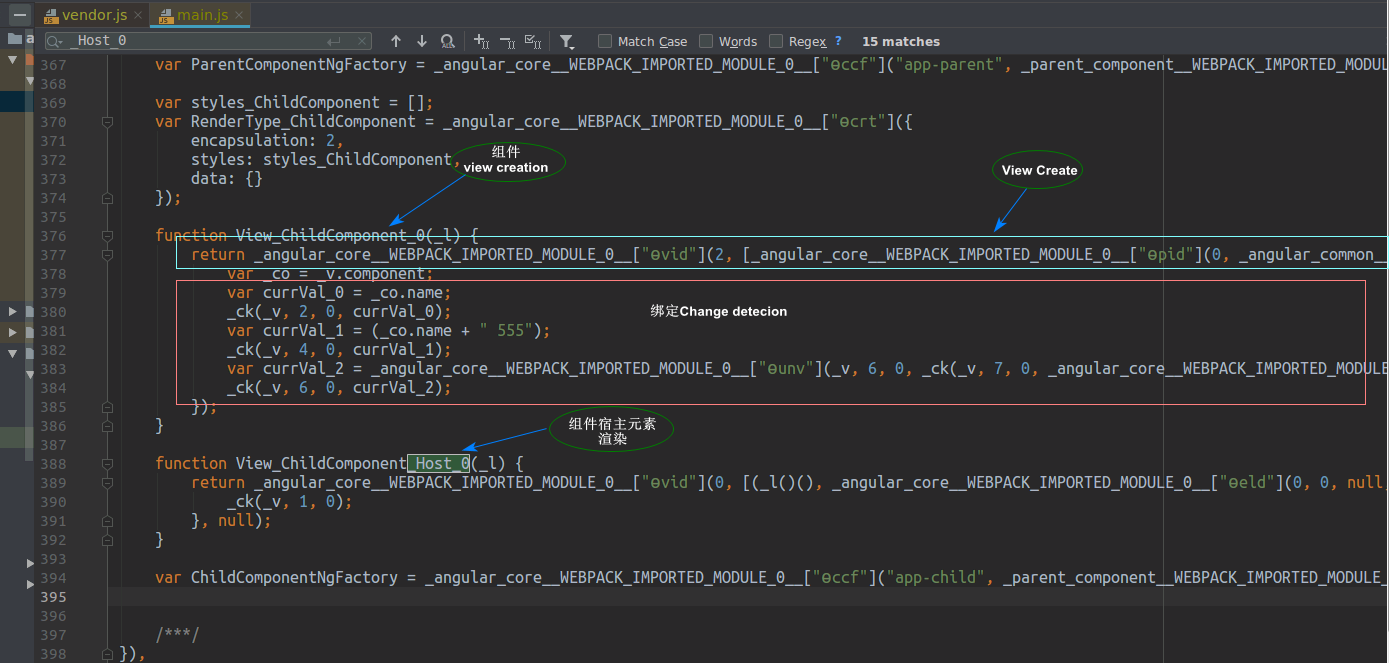 vendor.js
main.js
_Host_0
Match Case
Words
Regex
?
15 matches
367 var ParentComponentNgFactory = _angular_core__WEBPACK_IMPORTED_MODULE_0__["ɵccf"]("app-parent", _parent_component__WEBPACK_IMPORTED_MODUL
368
369 var styles_ChildComponent = [];
370 var RenderType_ChildComponent = _angular_core__WEBPACK_IMPORTED_MODULE_0__["ɵcrt"]({
371 encapsulation: 2,
372 styles: styles_ChildComponent,
373 data: {}
374 });
375
组件
view creation
View Create
376 function View_ChildComponent_0(_l) {
377 return _angular_core__WEBPACK_IMPORTED_MODULE_0__["ɵvid"](2, [_angular_core__WEBPACK_IMPORTED_MODULE_0__["ɵpid"](0, _angular_common__
378 var _co = _v.component;
379 var currVal_0 = _co.name;
380 _ck(_v, 2, 0, currVal_0);
绑定Change detecion
381 var currVal_1 = (_co.name + " 555");
382 _ck(_v, 4, 0, currVal_1);
383 var currVal_2 = _angular_core__WEBPACK_IMPORTED_MODULE_0__["ɵunv"](_v, 6, 0, _ck(_v, 7, 0, _angular_core__WEBPACK_IMPORTED_MODULE
384 _ck(_v, 6, 0, currVal_2);
385 });
386 }
387
组件宿主元素
渲染
388 function View_ChildComponent_Host_0(_l) {
389 return _angular_core__WEBPACK_IMPORTED_MODULE_0__["ɵvid"](0, [(_l()(), _angular_core__WEBPACK_IMPORTED_MODULE_0__["ɵeld"](0, 0, null,
390 _ck(_v, 1, 0);
391 }, null);
392 }
393
394 var ChildComponentNgFactory = _angular_core__WEBPACK_IMPORTED_MODULE_0__["ɵccf"]("app-child", _parent_component__WEBPACK_IMPORTED_MODULE_
395
396
397 /***/
398 }),